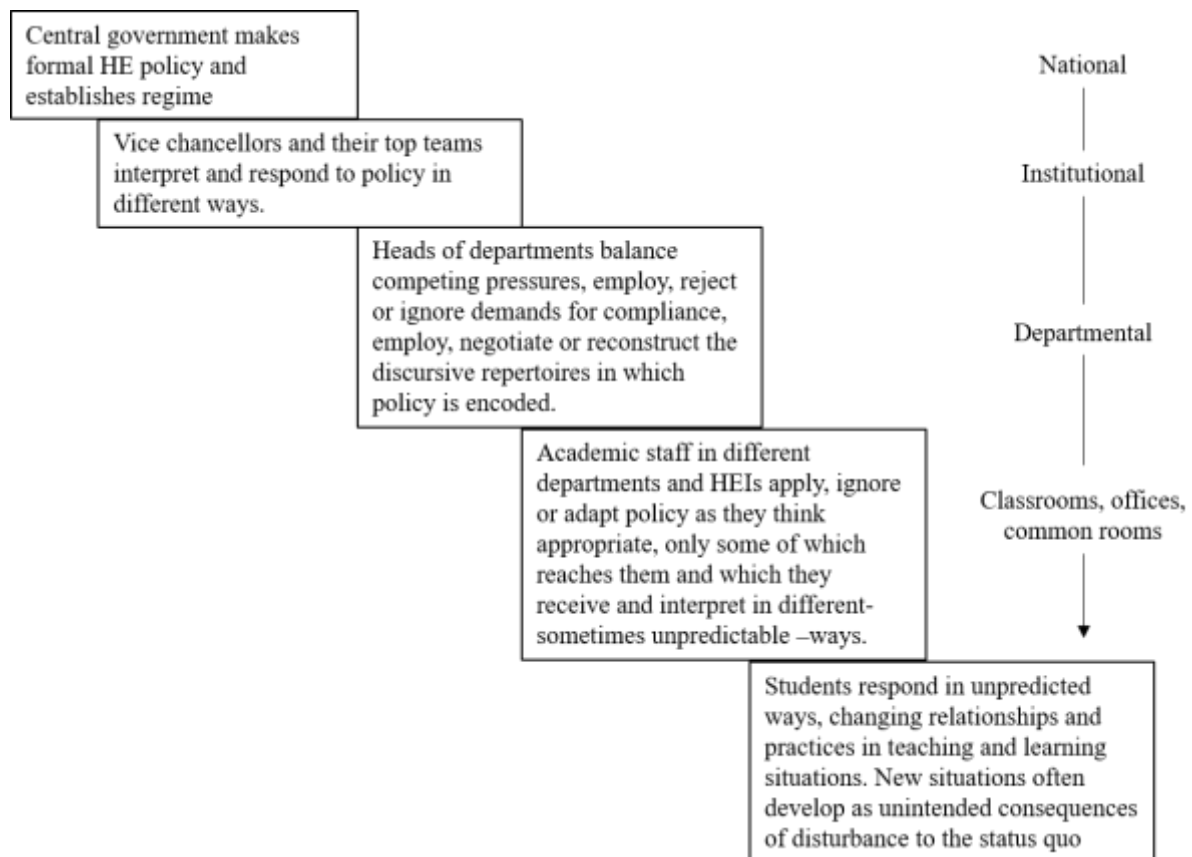 Central government makes
formal HE policy and
establishes regime
National
Vice chancellors and their top teams
interpret and respond to policy in
different ways.
Institutional
Heads of departments balance
competing pressures, employ, reject
or ignore demands for compliance,
employ, negotiate or reconstruct the
discursive repertoires in which
policy is encoded.
Departmental
Academic staff in different
departments and HEIs apply, ignore
or adapt policy as they think
appropriate, only some of which
reaches them and which they
receive and interpret in different-
sometimes unpredictable –ways.
Classrooms, offices,
common rooms
Students respond in unpredicted
ways, changing relationships and
practices in teaching and learning
situations. New situations often
develop as unintended consequences
of disturbance to the status quo